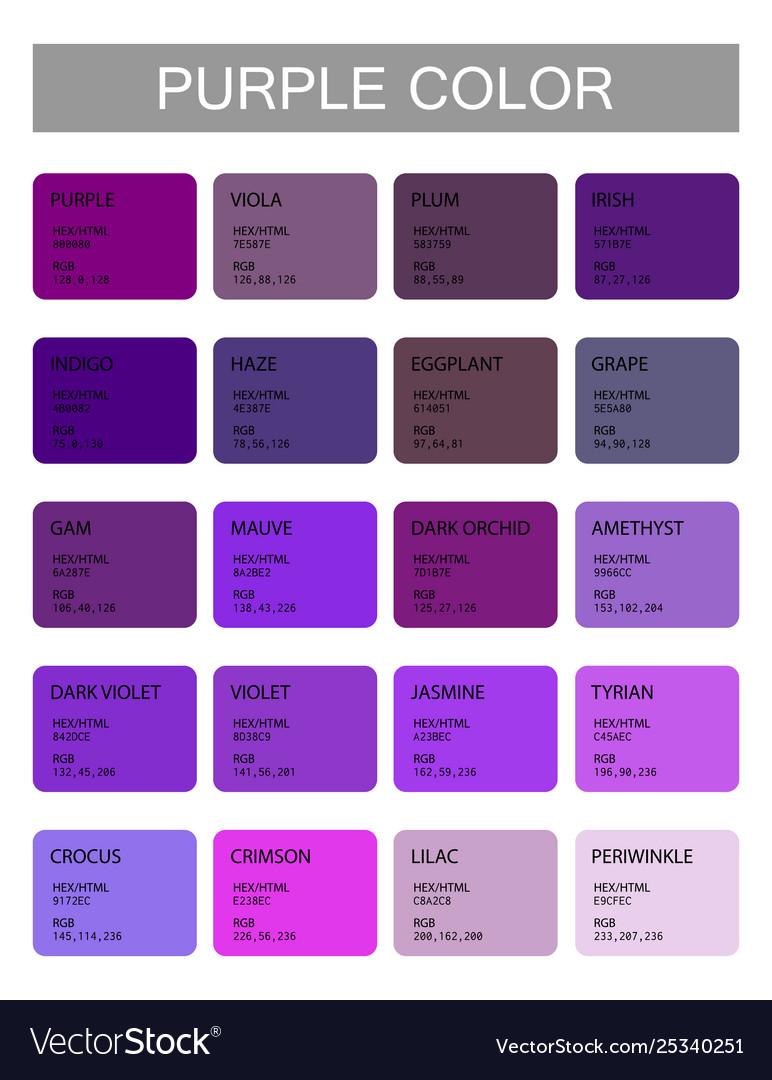 PURPLE COLOR
PURPLE
HEX/HTML
800080
RGB
128,0,128
VIOLA
HEX/HTML
7E587E
RGB
126,88,126
PLUM
HEX/HTML
583759
RGB
88,55,89
IRISH
HEX/HTML
571B7E
RGB
87,27,126
INDIGO
HEX/HTML
4B0082
RGB
75,0,130
HAZE
HEX/HTML
4E387E
RGB
78,56,126
EGGPLANT
HEX/HTML
614051
RGB
97,64,81
GRAPE
HEX/HTML
5E5A80
RGB
94,90,128
GAM
HEX/HTML
6A287E
RGB
106,40,126
MAUVE
HEX/HTML
8A2BE2
RGB
138,43,226
DARK ORCHID
HEX/HTML
7D1B7E
RGB
125,27,126
AMETHYST
HEX/HTML
9966CC
RGB
153,102,204
DARK VIOLET
HEX/HTML
842DCE
RGB
132,45,206
VIOLET
HEX/HTML
8D38C9
RGB
141,56,201
JASMINE
HEX/HTML
A23BEC
RGB
162,59,236
TYRIAN
HEX/HTML
C45AEC
RGB
196,90,236
CROCUS
HEX/HTML
9172EC
RGB
145,114,236
CRIMSON
HEX/HTML
E238EC
RGB
226,56,236
LILAC
HEX/HTML
C8A2C8
RGB
200,162,200
PERIWINKLE
HEX/HTML
E9CFEC
RGB
233,207,236
VectorStock®
VectorStock.com/25340251